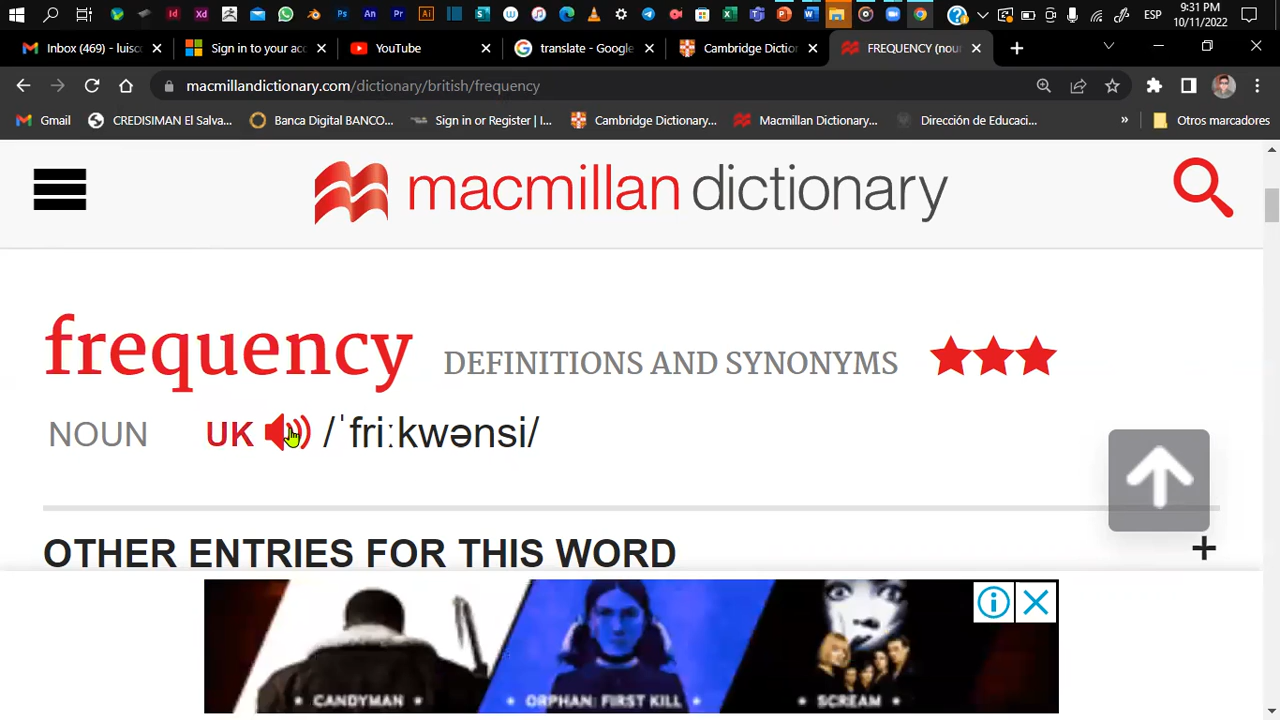 9:31 PM
ESP
10/11/2022
Inbox (469) - luisc
Sign in to your acc
YouTube
translate - Google
Cambridge Dictio
FREQUENCY (nou
macmillandictionary.com/dictionary/british/frequency
Gmail
CREDISIMAN El Salva...
Banca Digital BANCO...
Sign in or Register | I...
Cambridge Dictionary...
Macmillan Dictionary...
Dirección de Educaci...
»
Otros marcadores
macmillan dictionary
frequency DEFINITIONS AND SYNONYMS
NOUN UK /ˈfriːkwənsi/
OTHER ENTRIES FOR THIS WORD +
CANDYMAN
ORPHAN: FIRST KILL
SCREAM